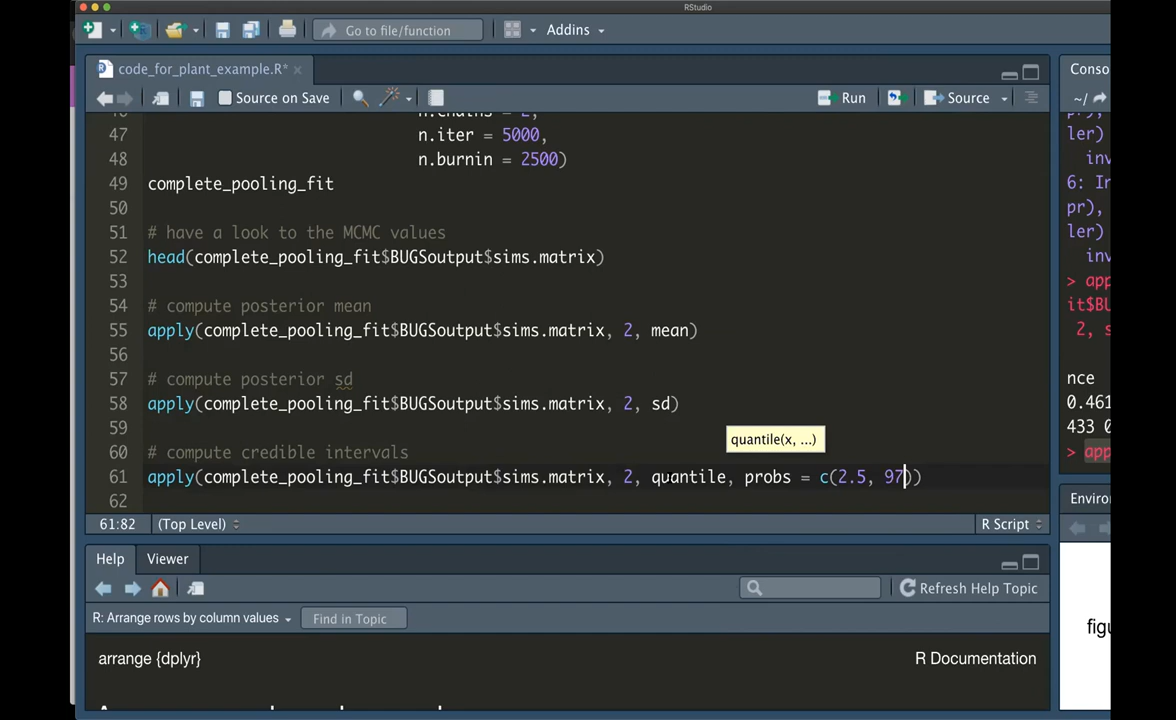 RStudio
Go to file/function
Addins
code_for_plant_example.R*
Source on Save
Run
Source
47 n.iter = 5000,
48 n.burnin = 2500)
49 complete_pooling_fit
50
51 # have a look to the MCMC values
52 head(complete_pooling_fit$BUGSoutput$sims.matrix)
53
54 # compute posterior mean
55 apply(complete_pooling_fit$BUGSoutput$sims.matrix, 2, mean)
56
57 # compute posterior sd
58 apply(complete_pooling_fit$BUGSoutput$sims.matrix, 2, sd)
59
quantile(x, ...)
60 # compute credible intervals
61 apply(complete_pooling_fit$BUGSoutput$sims.matrix, 2, quantile, probs = c(2.5, 97))
62
61:82 (Top Level) R Script
Help Viewer
Refresh Help Topic
R: Arrange rows by column values Find in Topic
arrange {dplyr} R Documentation
Conso
~/
pr),
ler)
inv
6: In
pr),
ler)
inv
> app
it$BU
2, s
nce
0.461
433 0
> app
Enviro
figu